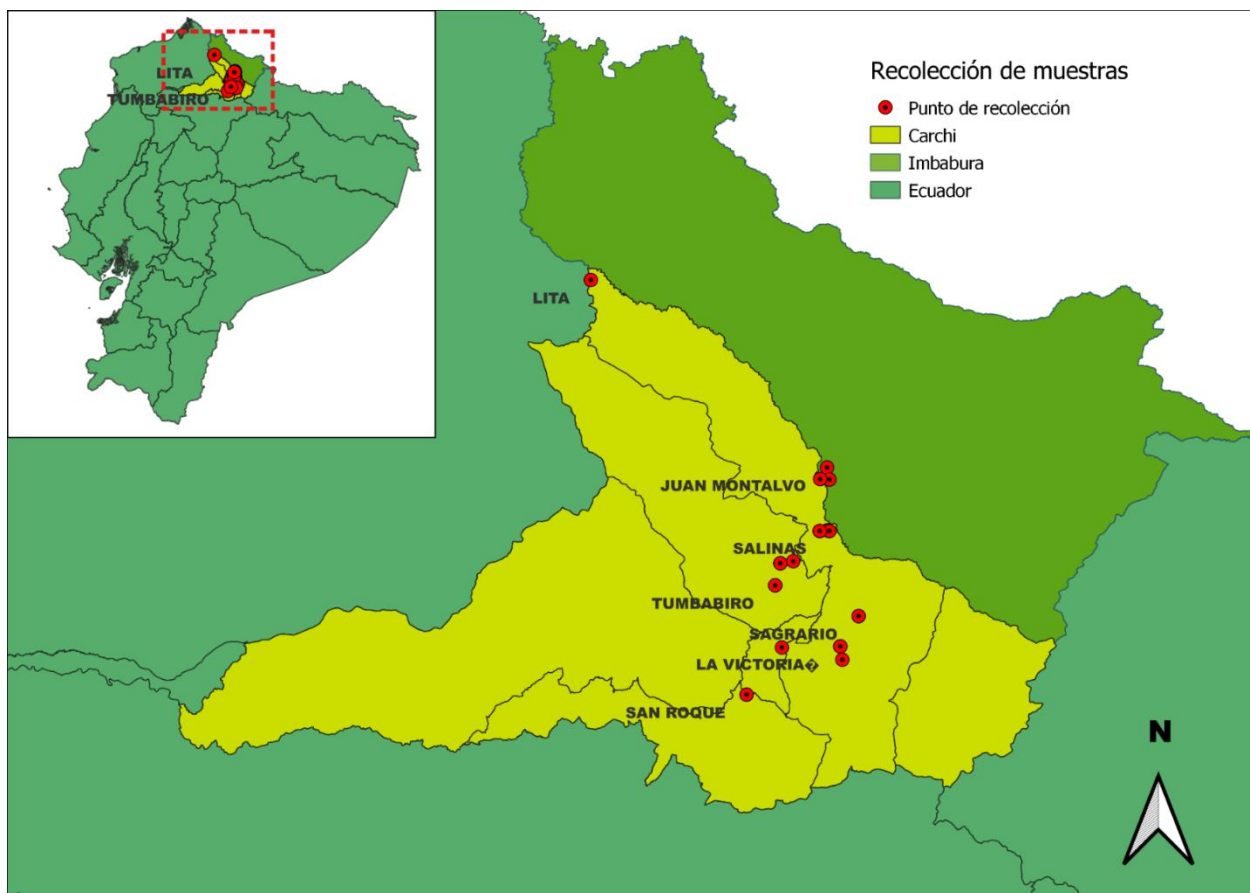 LITA
TUMBABIRO
Recolección de muestras
Punto de recolección
Carchi
Imbabura
Ecuador
LITA
JUAN MONTALVO
SALINAS
TUMBABIRO
SAGRARIO
LA VICTORIA�
SAN ROQUE
N